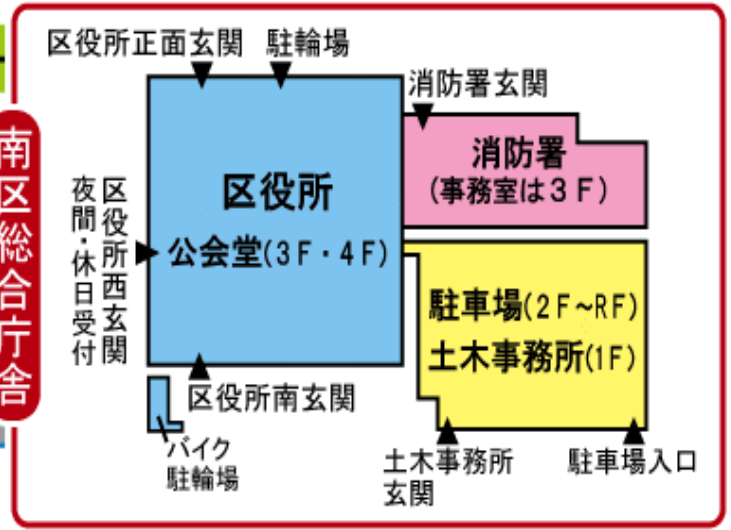 南区総合庁舎
区役所正面玄関
駐輪場
消防署玄関
区役所
公会堂(3F・4F)
消防署
(事務室は3F)
区役所西玄関
夜間・休日受付
駐車場(2F~RF)
土木事務所(1F)
区役所南玄関
バイク
駐輪場
土木事務所
玄関
駐車場入口